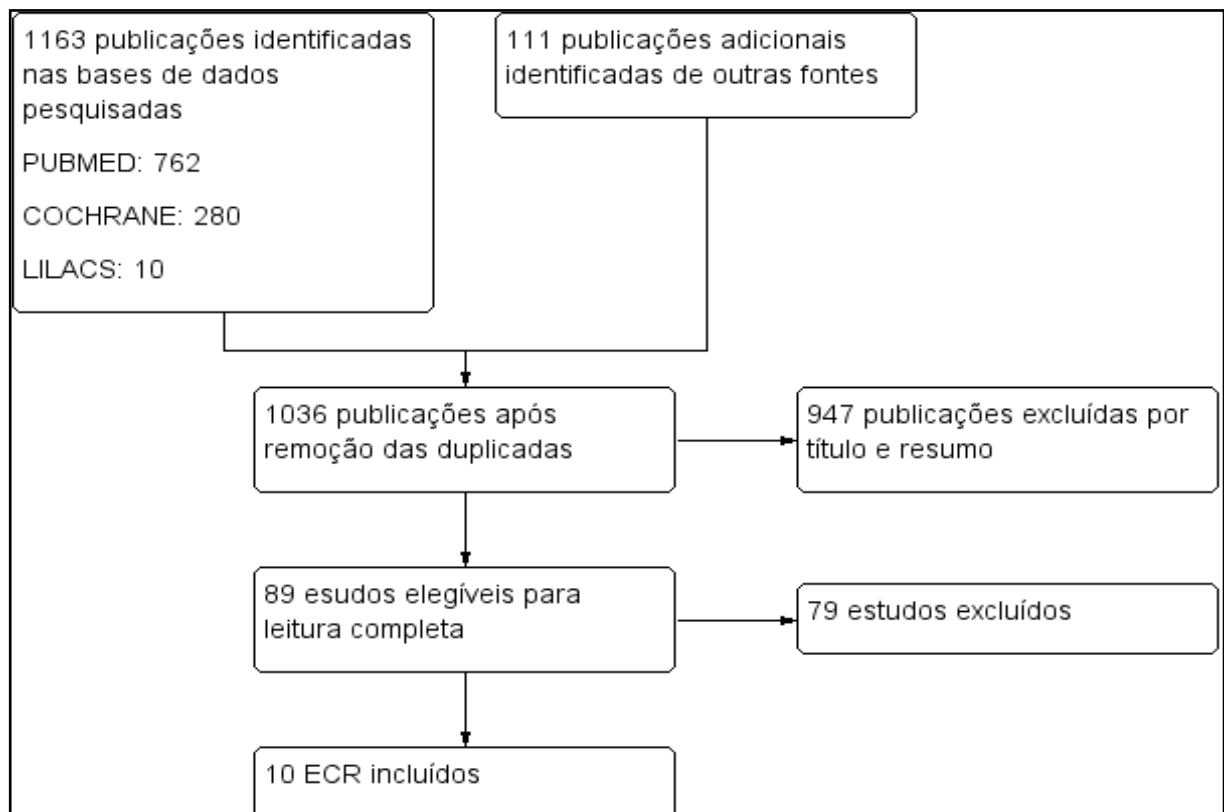 1163 publicações identificadas
nas bases de dados
pesquisadas
PUBMED: 762
COCHRANE: 280
LILACS: 10
111 publicações adicionais
identificadas de outras fontes
1036 publicações após
remoção das duplicadas
947 publicações excluídas por
título e resumo
89 esudos elegíveis para
leitura completa
79 estudos excluídos
10 ECR incluídos